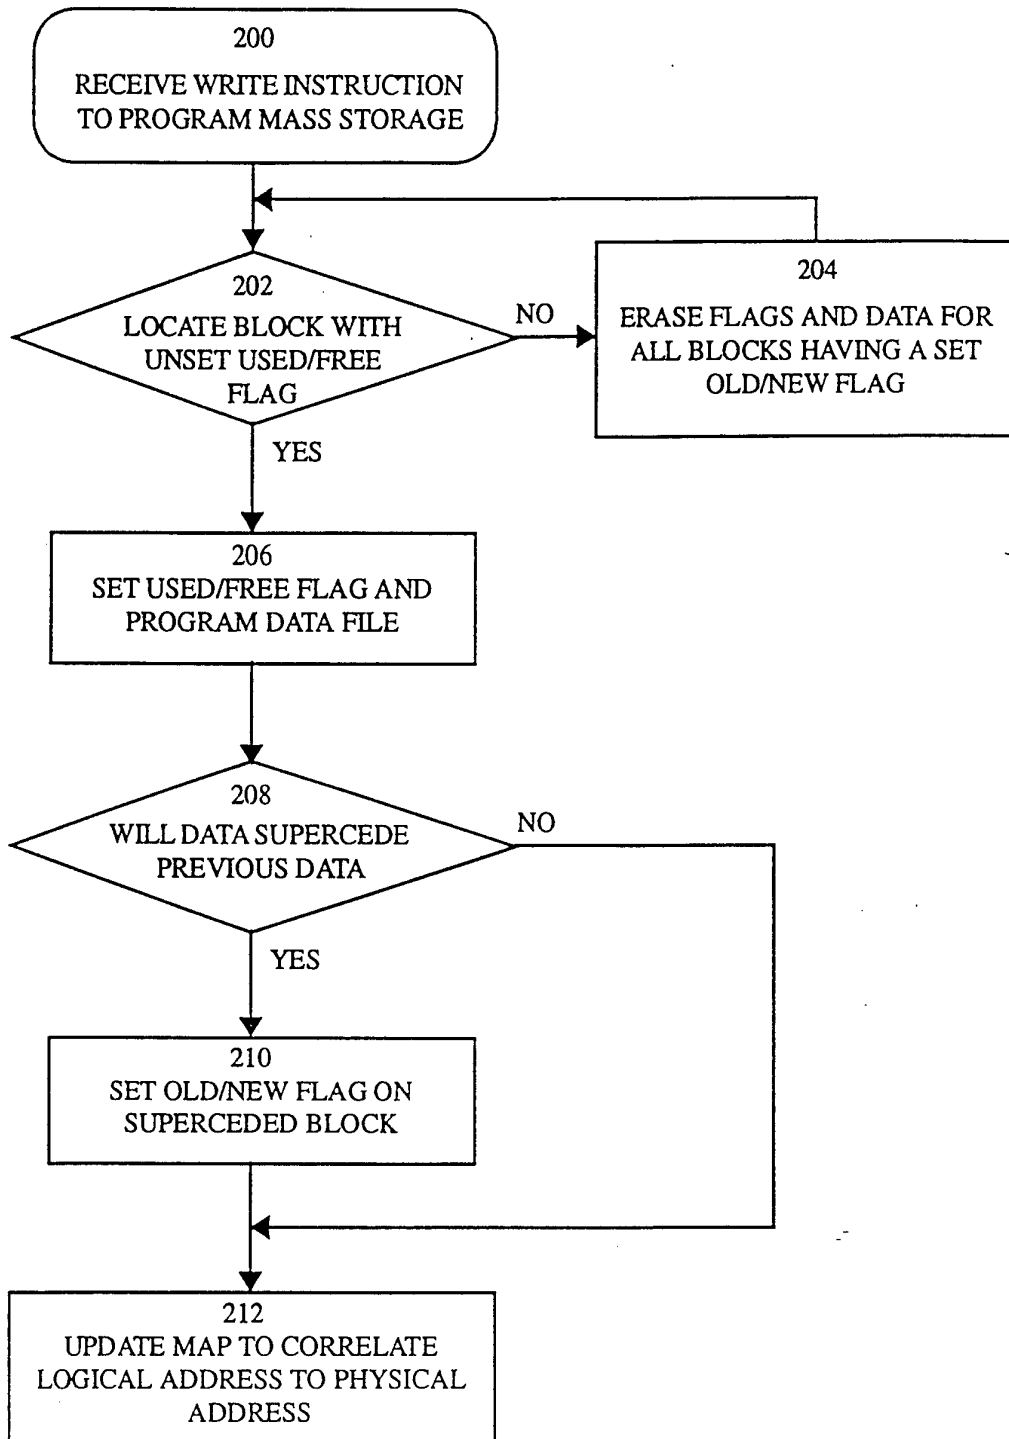 200
RECEIVE WRITE INSTRUCTION
TO PROGRAM MASS STORAGE
202
LOCATE BLOCK WITH
UNSET USED/FREE
FLAG
NO
204
ERASE FLAGS AND DATA FOR
ALL BLOCKS HAVING A SET
OLD/NEW FLAG
YES
206
SET USED/FREE FLAG AND
PROGRAM DATA FILE
208
WILL DATA SUPERCEDE
PREVIOUS DATA
NO
YES
210
SET OLD/NEW FLAG ON
SUPERCEDED BLOCK
212
UPDATE MAP TO CORRELATE
LOGICAL ADDRESS TO PHYSICAL
ADDRESS